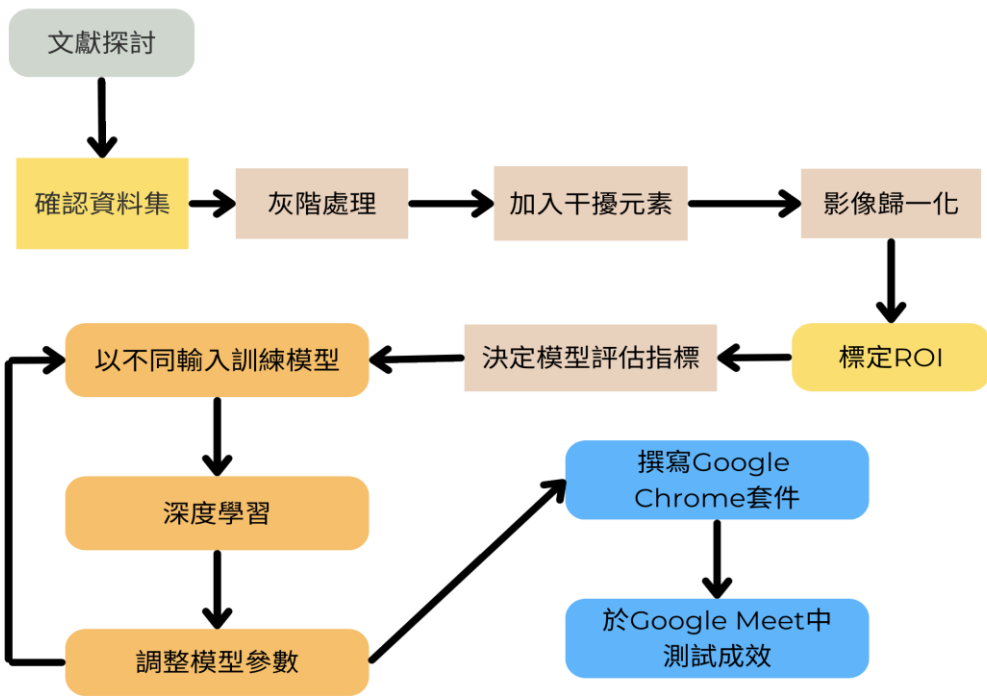 文獻探討
確認資料集
灰階處理
加入干擾元素
影像歸一化
標定ROI
決定模型評估指標
以不同輸入訓練模型
深度學習
調整模型參數
撰寫Google
Chrome套件
於Google Meet中
測試成效